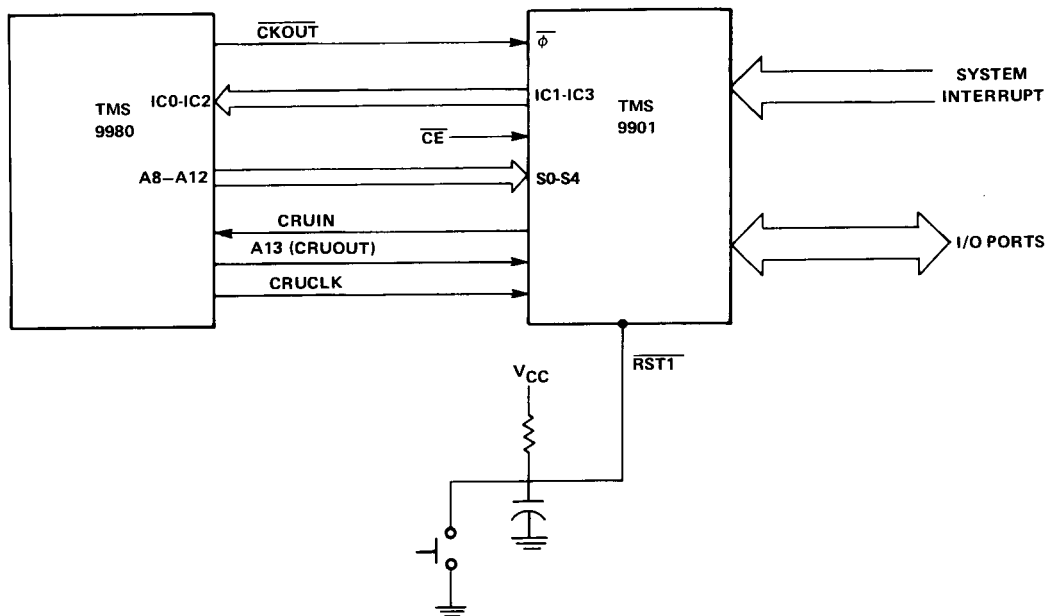 CKOUT
φ
SYSTEM
INTERRUPT
TMS
9980
IC0-IC2
IC1-IC3
TMS
9901
CE
A8–A12
S0-S4
CRUIN
A13 (CRUOUT)
I/O PORTS
CRUCLK
RST1
VCC